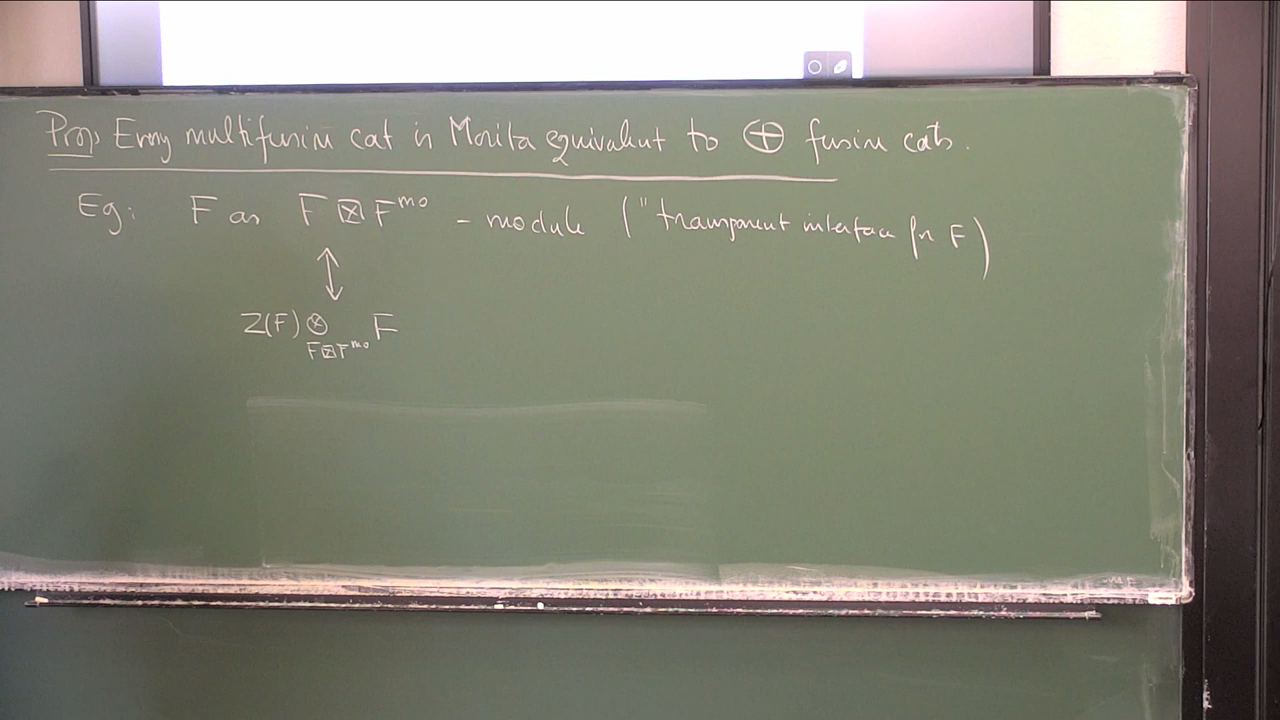 Prop Every multifusion cat is Morita equivalent to ⊕ fusion cats.
Eg: F as F ⊠ F^mo - module ("transparent interface for F)
↕
Z(F) ⊗_{F⊠F^mo} F